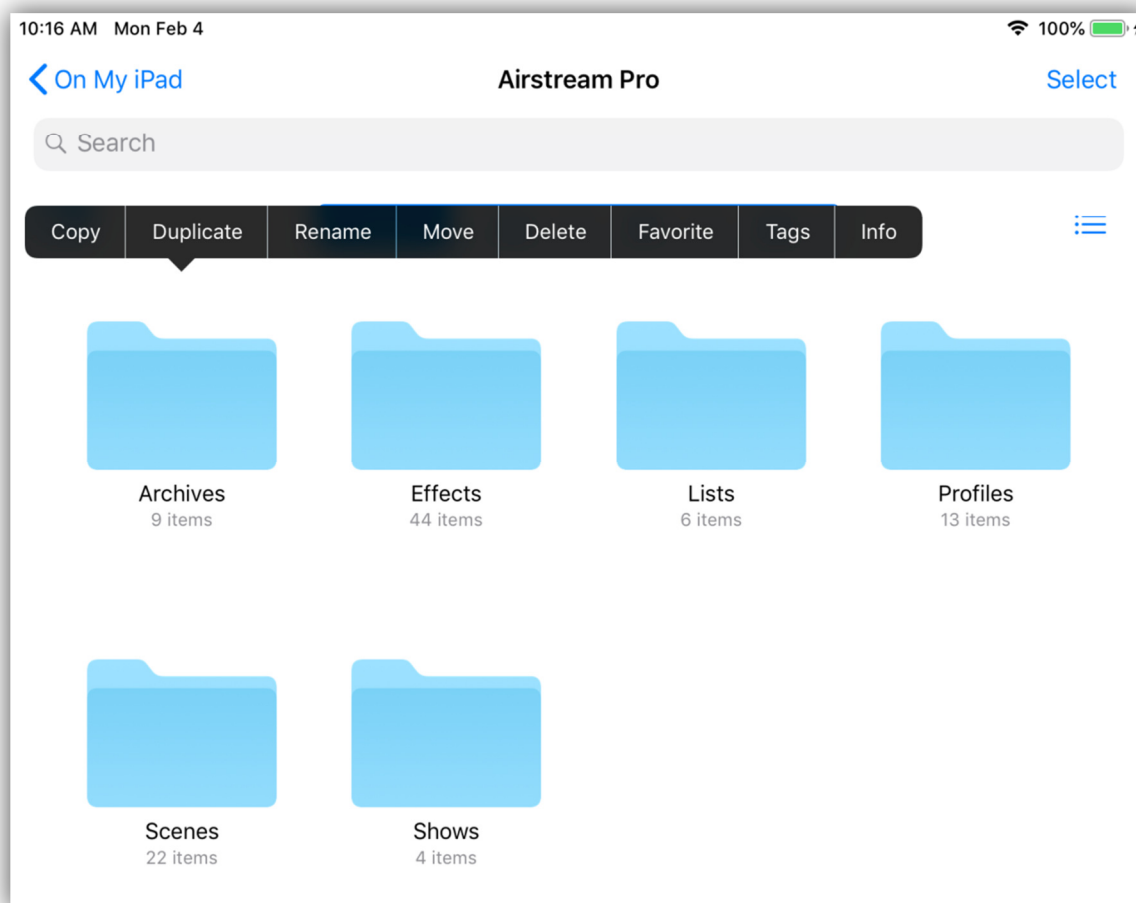 10:16 AM Mon Feb 4 100%
On My iPad Airstream Pro Select
Search
Copy Duplicate Rename Move Delete Favorite Tags Info
Archives Effects Lists Profiles
9 items 44 items 6 items 13 items
Scenes Shows
22 items 4 items